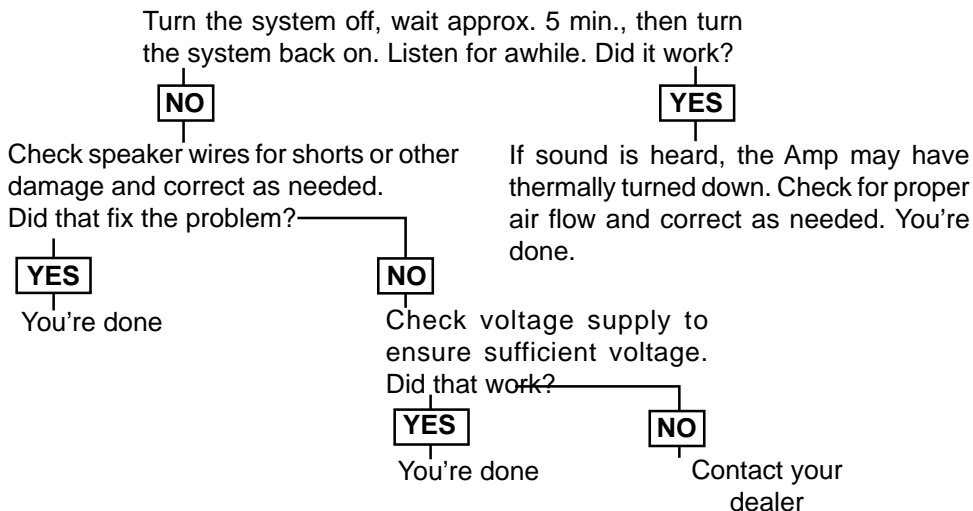 Turn the system off, wait approx. 5 min., then turn
the system back on. Listen for awhile. Did it work?
NO
YES
Check speaker wires for shorts or other
damage and correct as needed.
Did that fix the problem?
If sound is heard, the Amp may have
thermally turned down. Check for proper
air flow and correct as needed. You're
done.
YES
NO
You're done
Check voltage supply to
ensure sufficient voltage.
Did that work?
YES
NO
You're done
Contact your
dealer